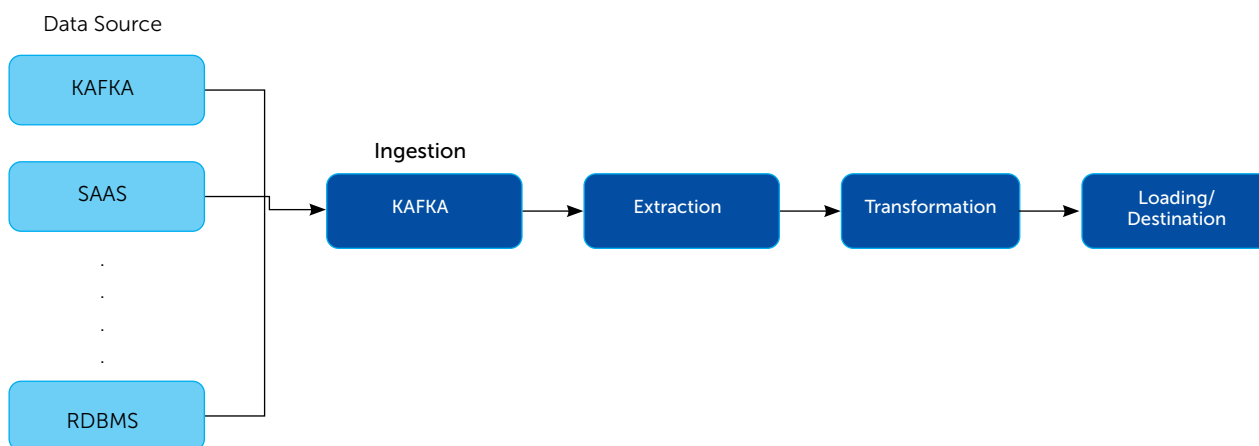 Data Source
KAFKA
SAAS
.
.
.
.
RDBMS
Ingestion
KAFKA
Extraction
Transformation
Loading/
Destination